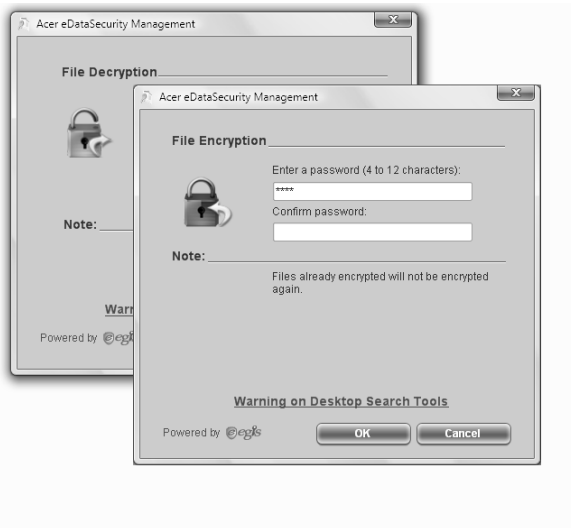 Acer eDataSecurity Management
x
File Decryption
Note:
Powered by egis
Acer eDataSecurity Management
x
File Encryption
Enter a password (4 to 12 characters):
****
Confirm password:
Note:
Files already encrypted will not be encrypted
again.
Warning on Desktop Search Tools
Powered by egis
OK Cancel